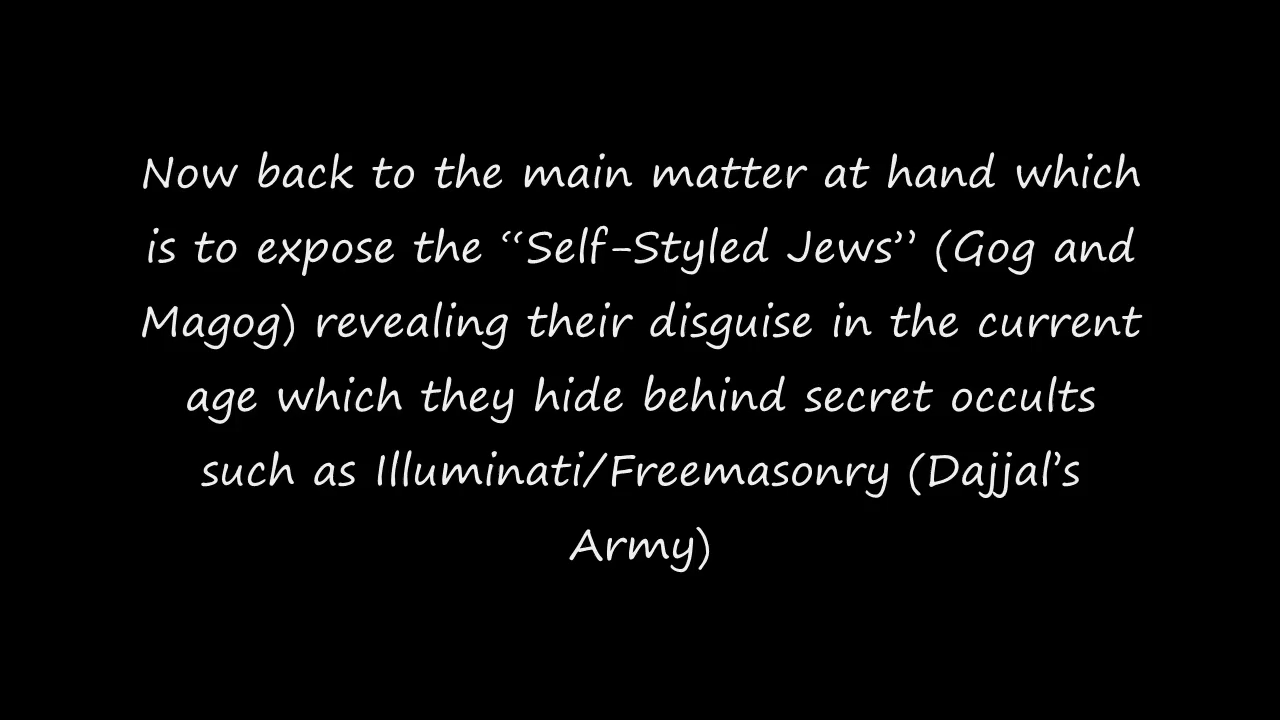 Now back to the main matter at hand which
is to expose the “Self-Styled Jews” (Gog and
Magog) revealing their disguise in the current
age which they hide behind secret occults
such as Illuminati/Freemasonry (Dajjal’s
Army)